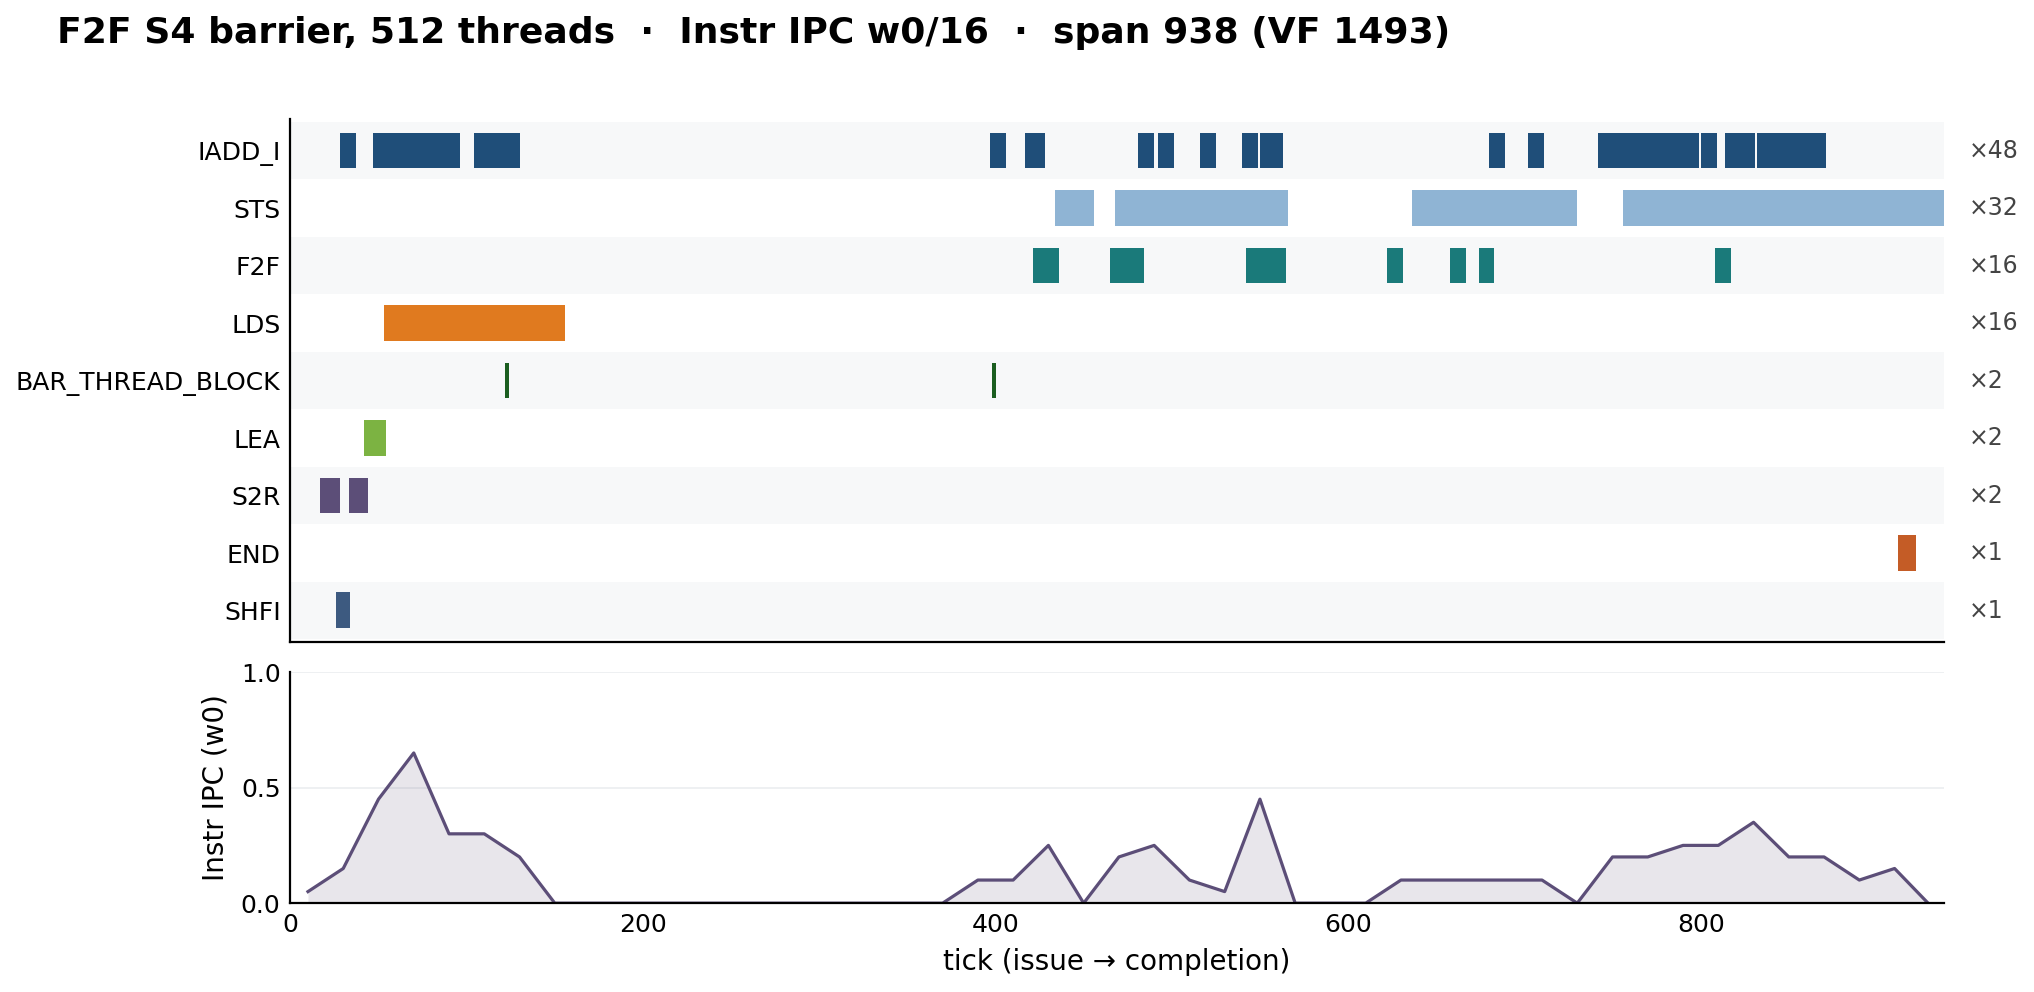 F2F S4 barrier, 512 threads · Instr IPC w0/16 · span 938 (VF 1493)
IADD_I ×48
STS ×32
F2F ×16
LDS ×16
BAR_THREAD_BLOCK ×2
LEA ×2
S2R ×2
END ×1
SHFI ×1
Instr IPC (w0)
1.0
0.5
0.0
0 200 400 600 800
tick (issue → completion)